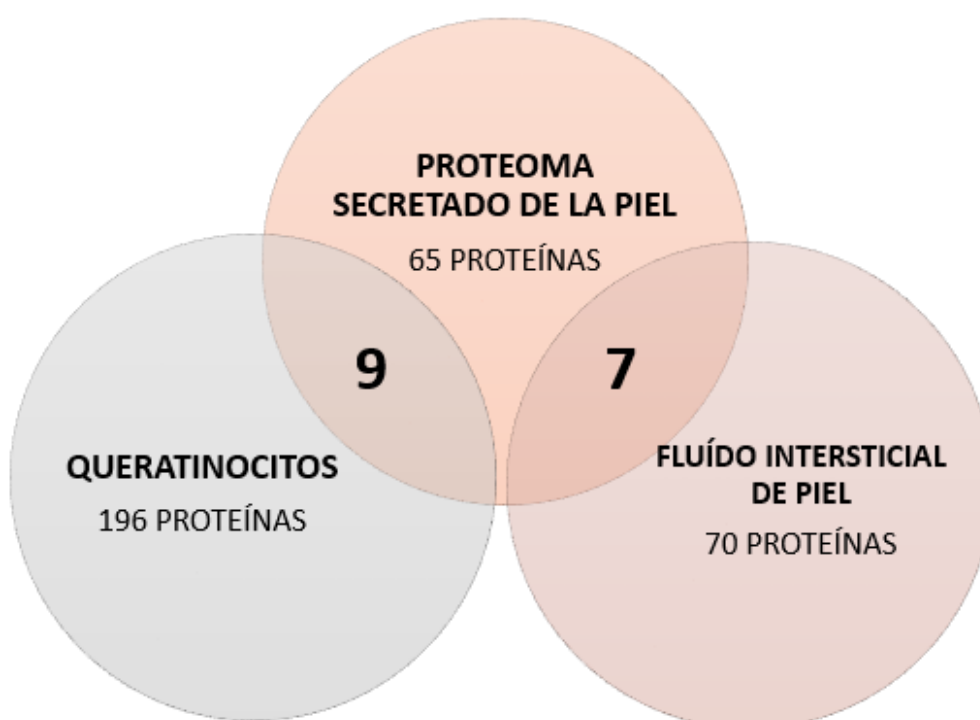 PROTEOMA
SECRETADO DE LA PIEL
65 PROTEÍNAS
9
7
QUERATINOCITOS
196 PROTEÍNAS
FLUÍDO INTERSTICIAL
DE PIEL
70 PROTEÍNAS